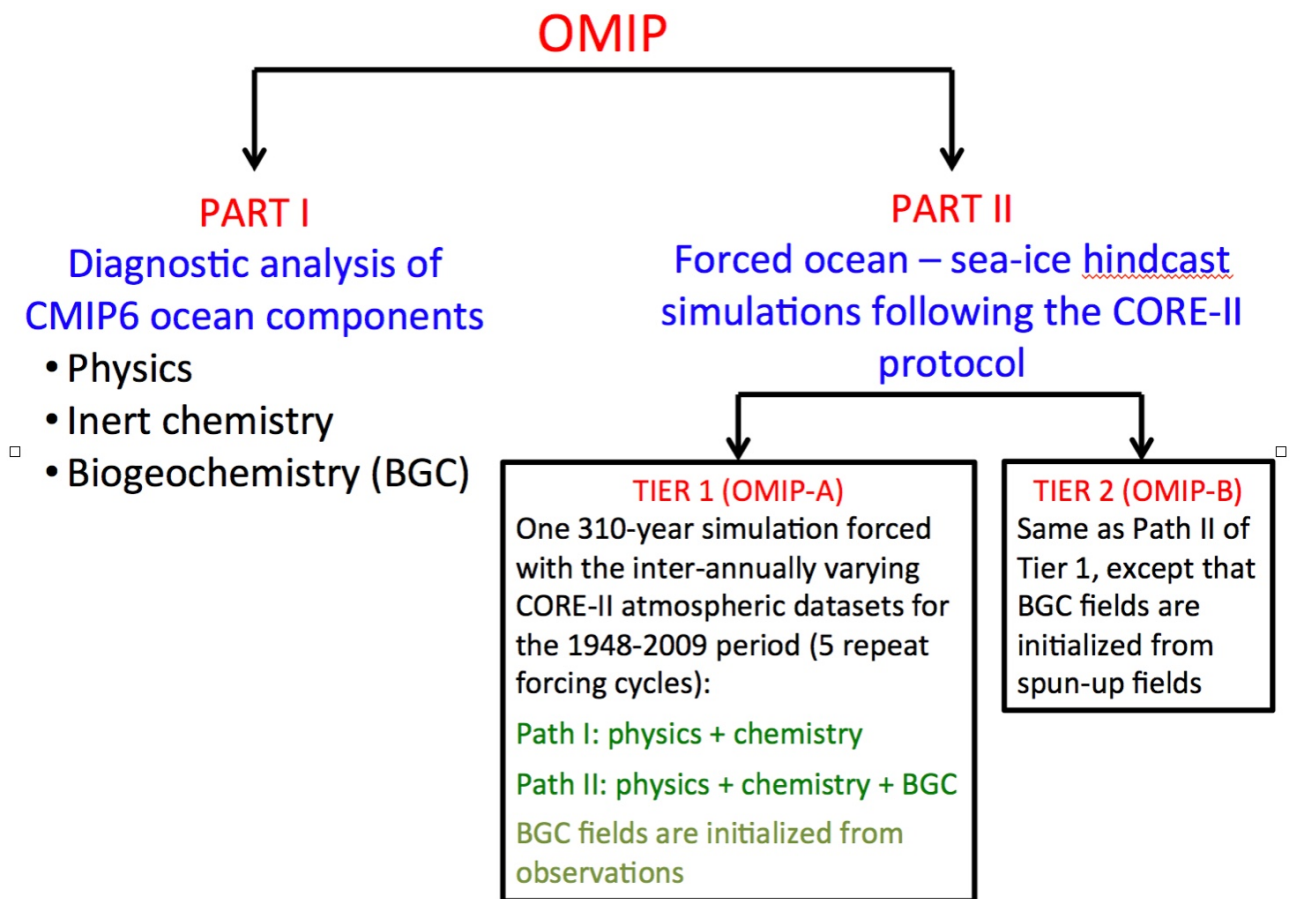 OMIP
PART I
Diagnostic analysis of
CMIP6 ocean components
• Physics
• Inert chemistry
• Biogeochemistry (BGC)
PART II
Forced ocean – sea-ice hindcast
simulations following the CORE-II
protocol
TIER 1 (OMIP-A)
One 310-year simulation forced
with the inter-annually varying
CORE-II atmospheric datasets for
the 1948-2009 period (5 repeat
forcing cycles):
Path I: physics + chemistry
Path II: physics + chemistry + BGC
BGC fields are initialized from
observations
TIER 2 (OMIP-B)
Same as Path II of
Tier 1, except that
BGC fields are
initialized from
spun-up fields